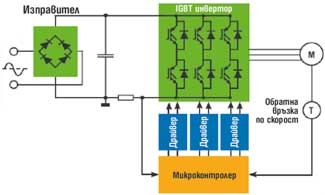 Изправител
IGBT инвертор
M
Обратна
връзка
по скорост
T
Драйвер
Драйвер
Драйвер
Микроконтролер